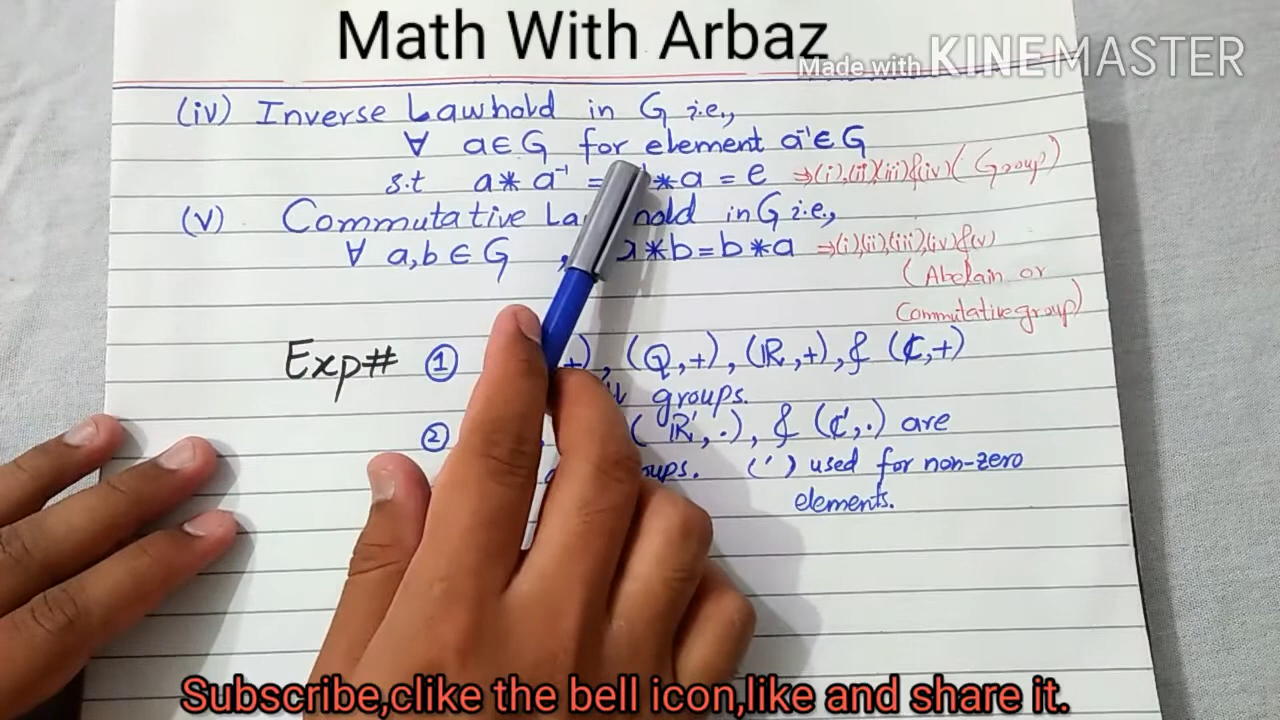 Math With Arbaz
Made with KINEMASTER
(iv) Inverse Law hold in G i.e.,
∀ a∈G for element a⁻¹∈G
s.t a * a⁻¹ = * a = e ⇒(i),(ii)(iii)&(iv)(Group)
(v) Commutative La hold in G i.e.,
∀ a,b ∈ G , a*b=b*a ⇒(i),(ii),(iii),(iv)&(v)
(Abelain or
Commutative group)
Exp# ① +), (Q,+), (ℝ,+), & (ℂ,+)
groups.
② (ℝ',·), & (ℂ',·) are
(') used for non-zero
elements.
Subscribe,clike the bell icon,like and share it.